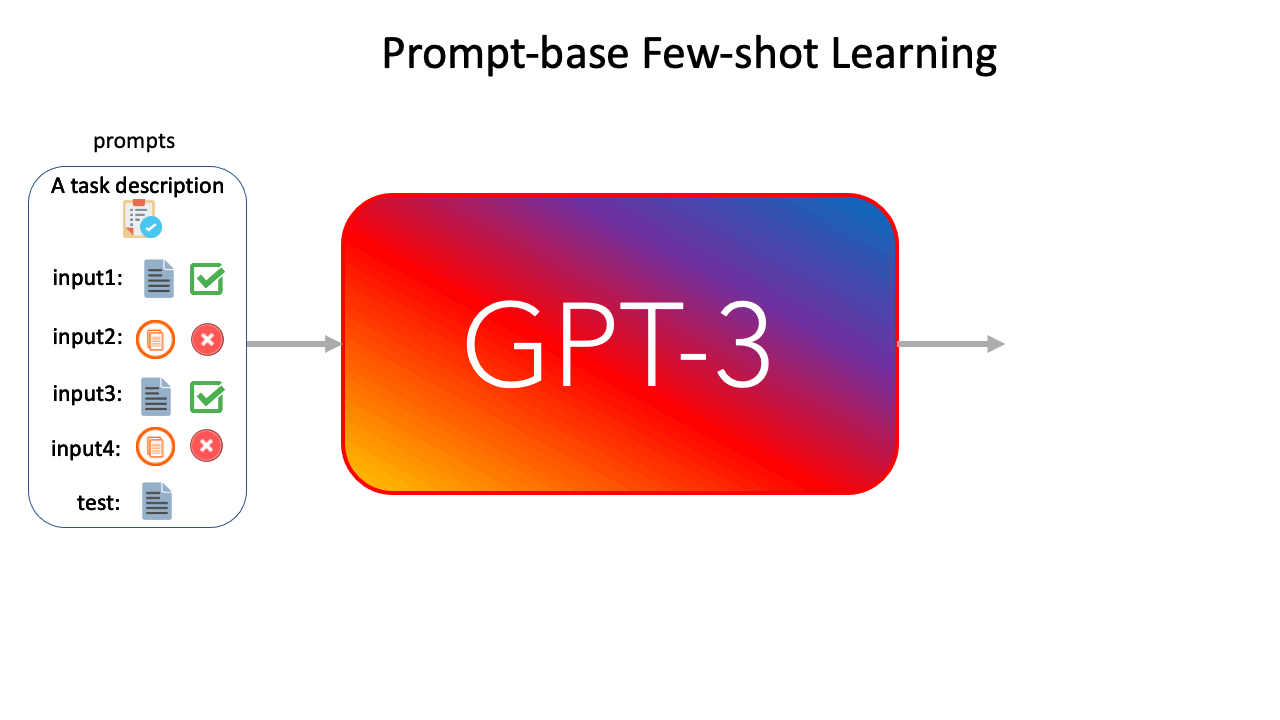 Prompt-base Few-shot Learning
prompts
A task description
input1:
input2:
input3:
input4:
test:
GPT-3